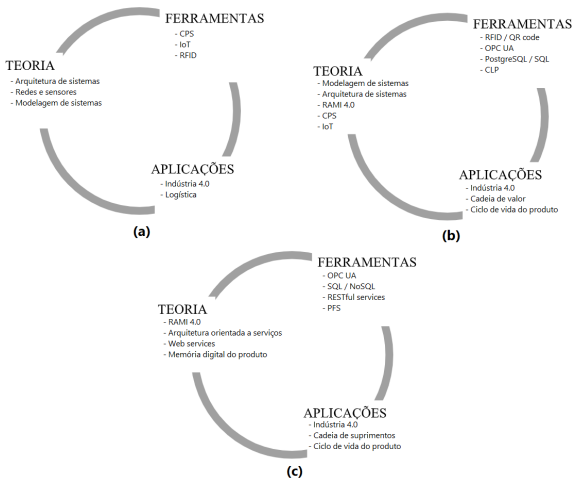 FERRAMENTAS
- CPS
- IoT
- RFID
TEORIA
- Arquitetura de sistemas
- Redes e sensores
- Modelagem de sistemas
APLICAÇÕES
- Indústria 4.0
- Logística
(a)
FERRAMENTAS
- RFID / QR code
- OPC UA
- PostgreSQL / SQL
- CLP
TEORIA
- Modelagem de sistemas
- Arquitetura de sistemas
- RAMI 4.0
- CPS
- IoT
APLICAÇÕES
- Indústria 4.0
- Cadeia de valor
- Ciclo de vida do produto
(b)
FERRAMENTAS
- OPC UA
- SQL / NoSQL
- RESTful services
- PFS
TEORIA
- RAMI 4.0
- Arquitetura orientada a serviços
- Web services
- Memória digital do produto
APLICAÇÕES
- Indústria 4.0
- Cadeia de suprimentos
- Ciclo de vida do produto
(c)